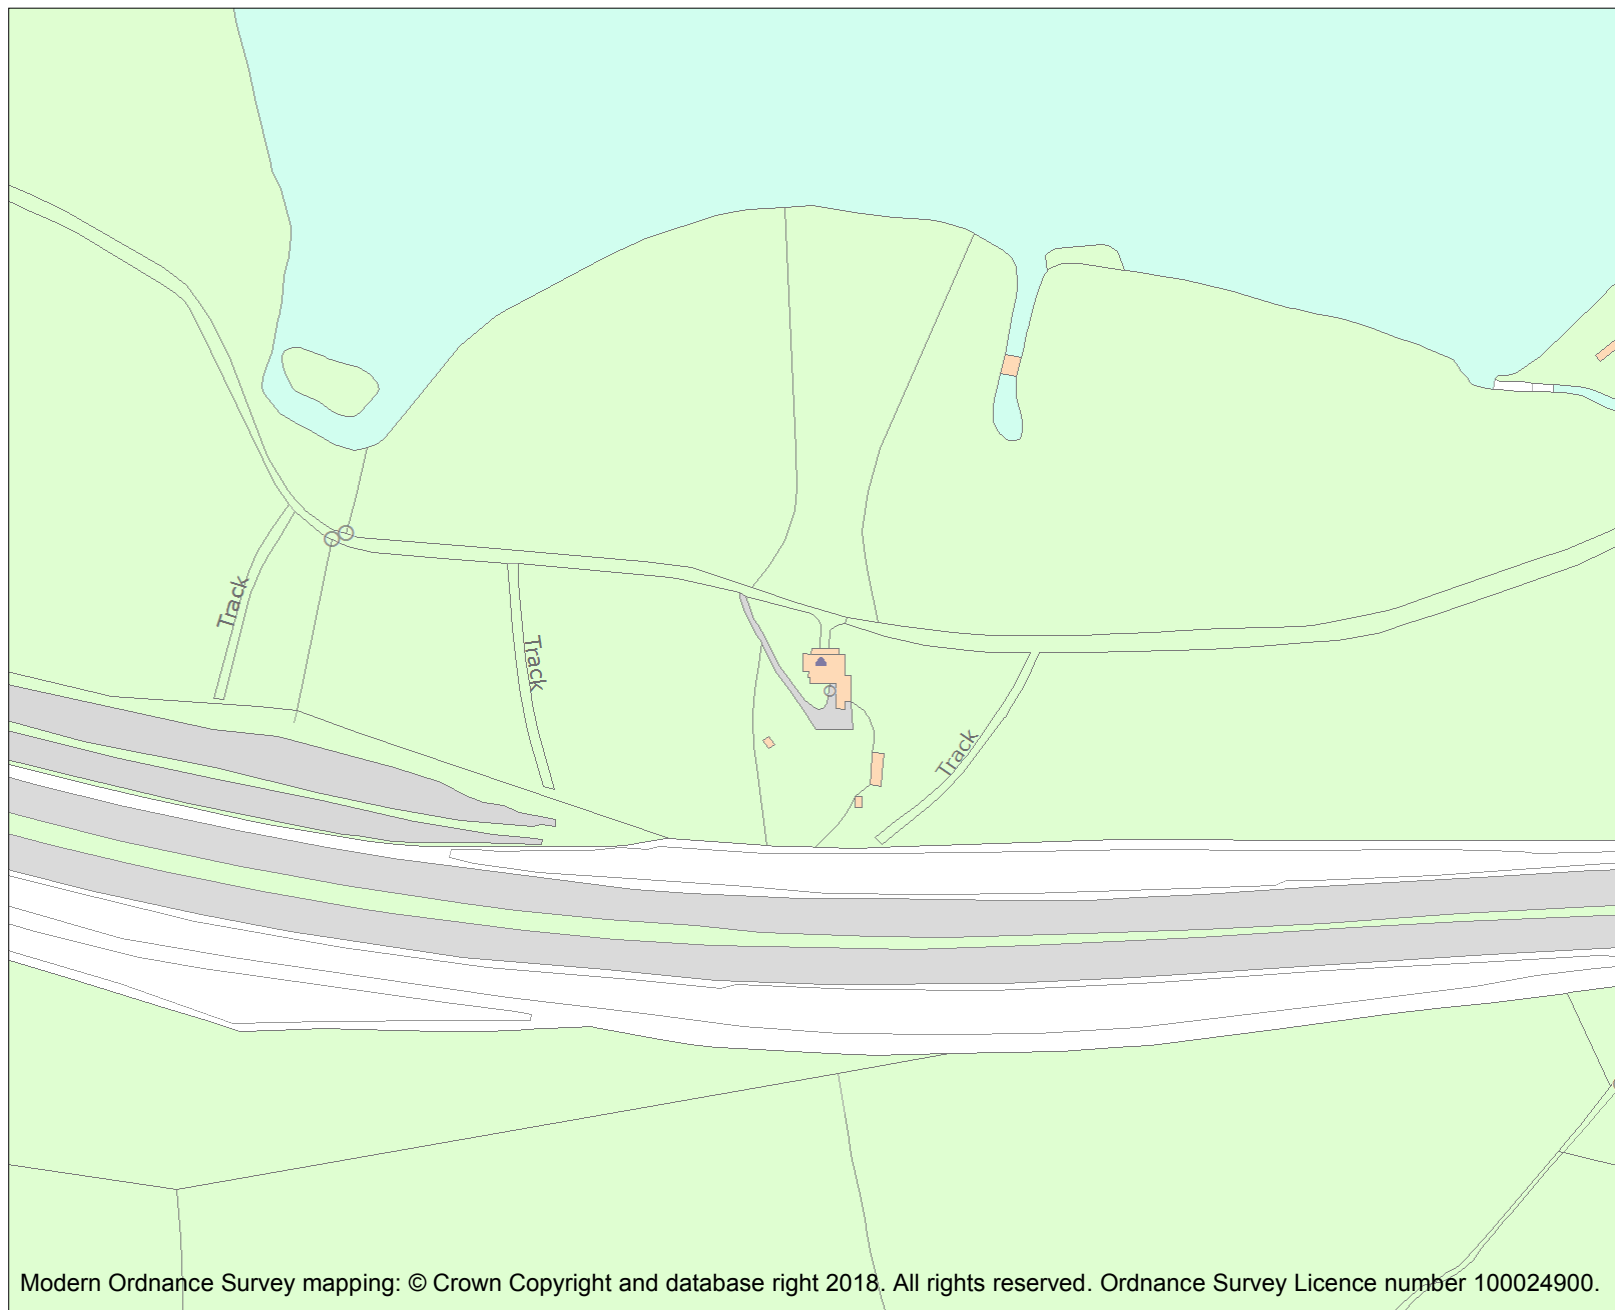 Track
Track
Track
Modern Ordnance Survey mapping: © Crown Copyright and database right 2018. All rights reserved. Ordnance Survey Licence number 100024900.